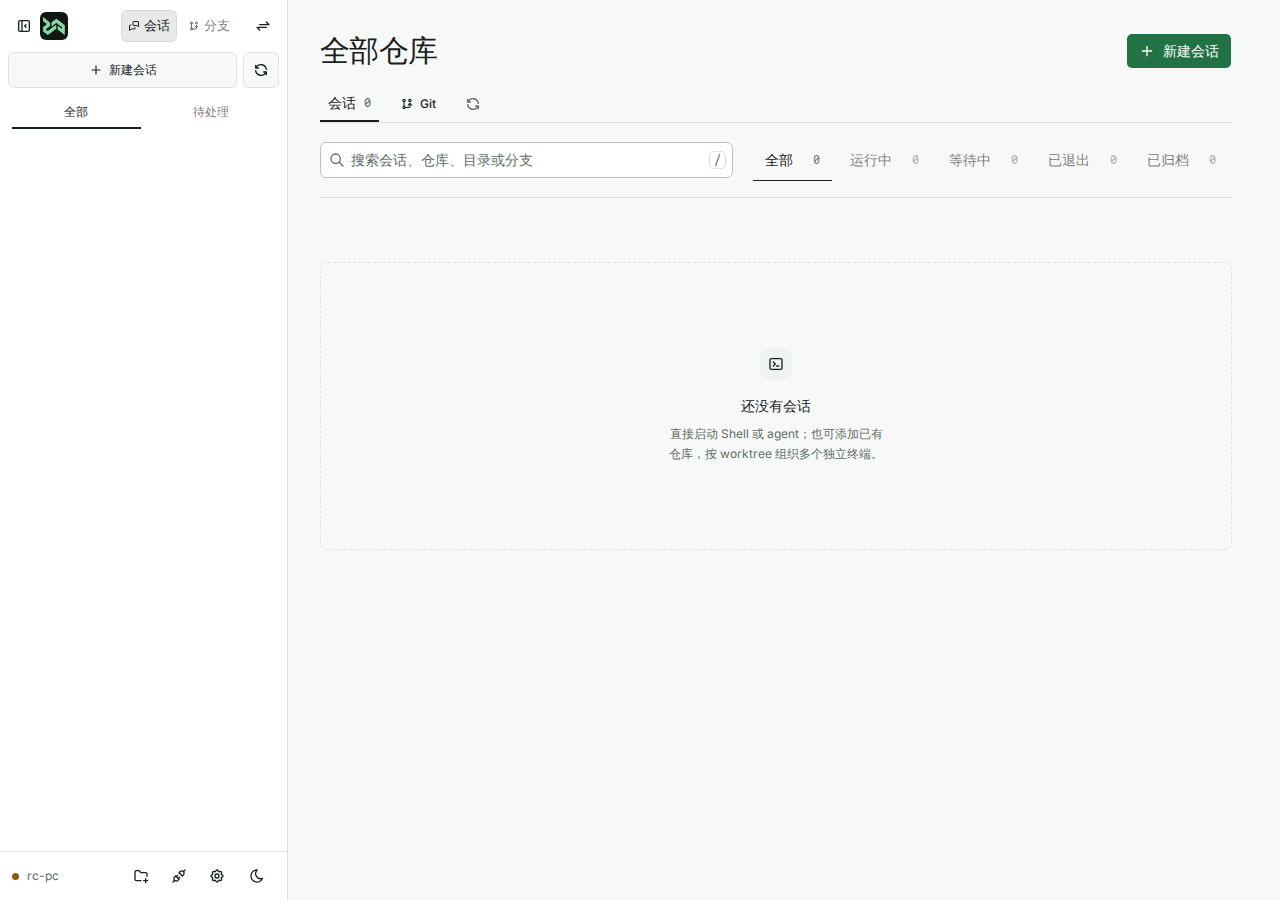 会话
分支
新建会话
全部
待处理
rc-pc
全部仓库
新建会话
会话 0
Git
搜索会话、仓库、目录或分支 /
全部 0
运行中 0
等待中 0
已退出 0
已归档 0
还没有会话
直接启动 Shell 或 agent；也可添加已有
仓库，按 worktree 组织多个独立终端。